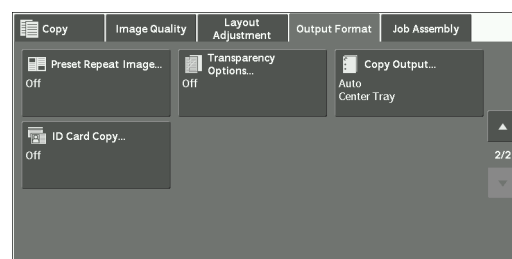 Copy
Image Quality
Layout
Adjustment
Output Format
Job Assembly
Preset Repeat Image...
Off
Transparency
Options...
Off
Copy Output...
Auto
Center Tray
ID Card Copy...
Off
2/2